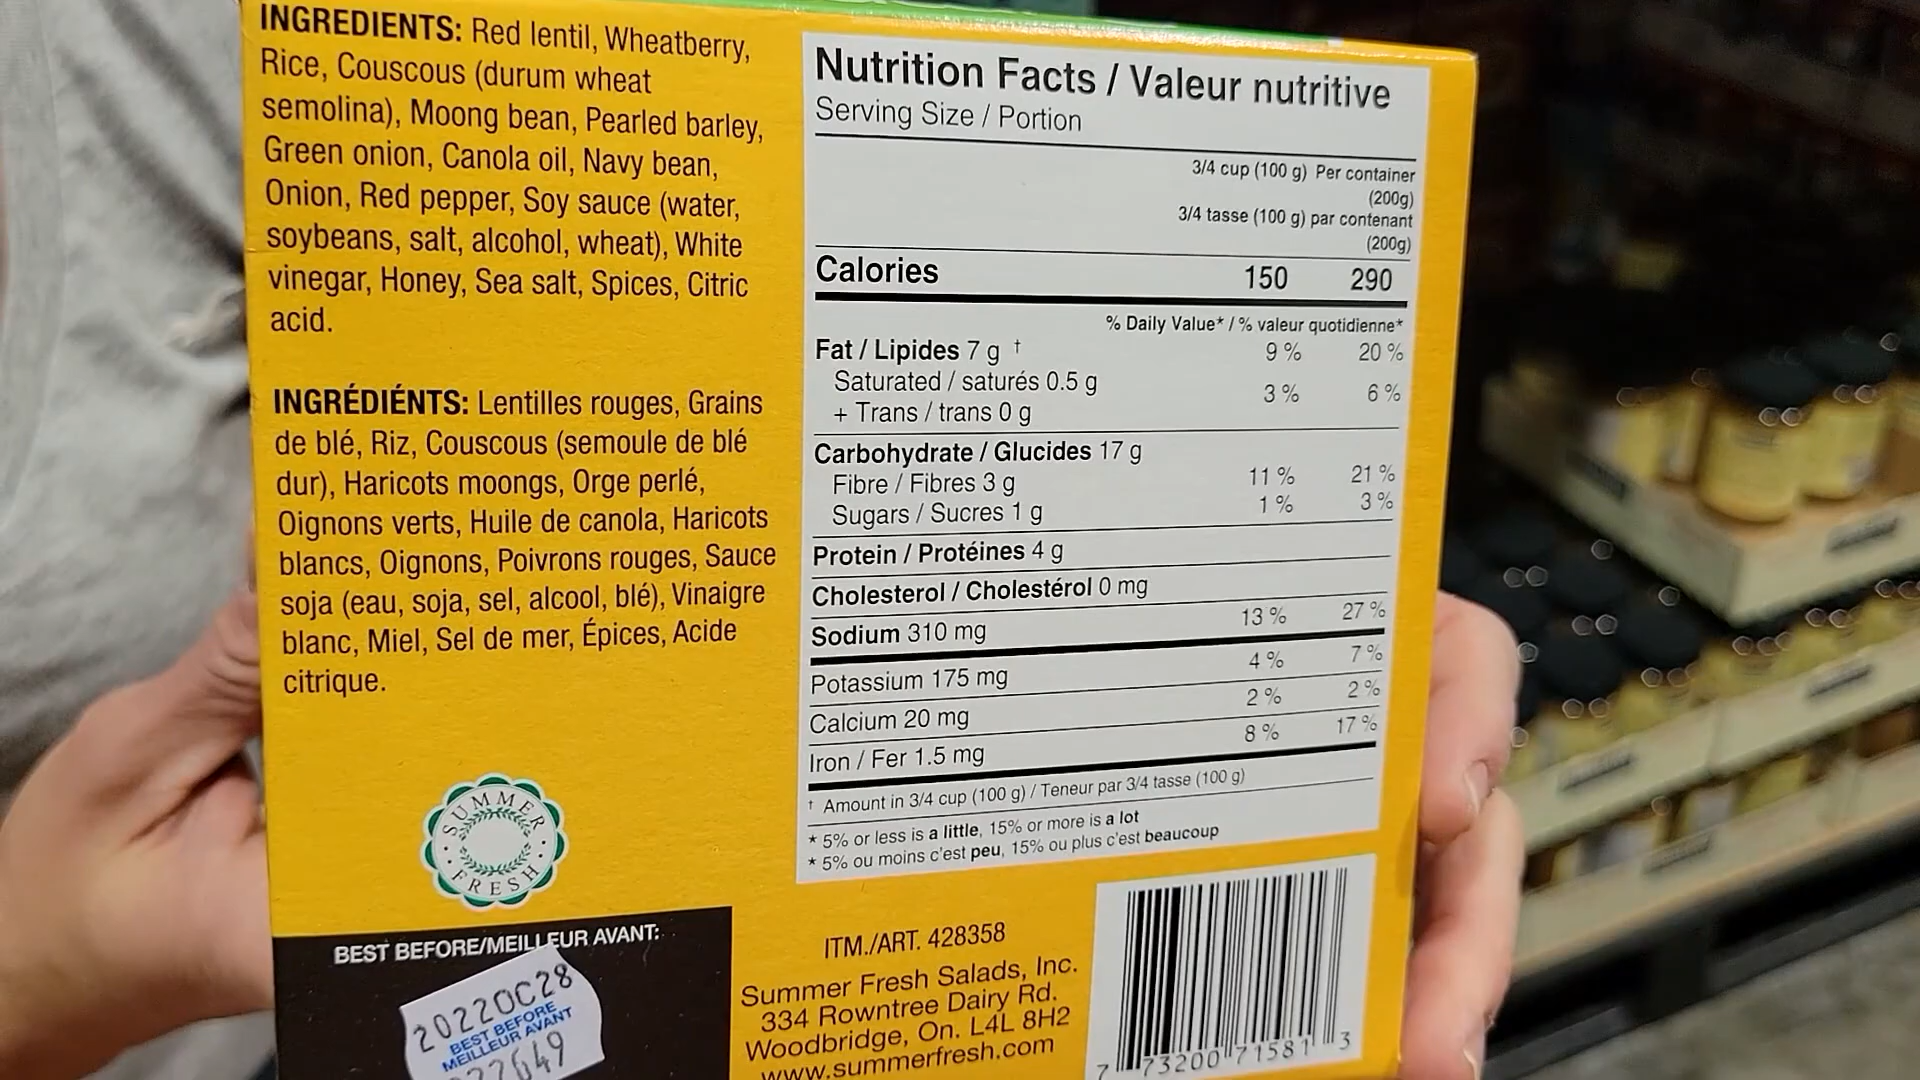 INGREDIENTS: Red lentil, Wheatberry,
Rice, Couscous (durum wheat
semolina), Moong bean, Pearled barley,
Green onion, Canola oil, Navy bean,
Onion, Red pepper, Soy sauce (water,
soybeans, salt, alcohol, wheat), White
vinegar, Honey, Sea salt, Spices, Citric
acid.
INGRÉDIÉNTS: Lentilles rouges, Grains
de blé, Riz, Couscous (semoule de blé
dur), Haricots moongs, Orge perlé,
Oignons verts, Huile de canola, Haricots
blancs, Oignons, Poivrons rouges, Sauce
soja (eau, soja, sel, alcool, blé), Vinaigre
blanc, Miel, Sel de mer, Épices, Acide
citrique.
SUMMER
FRESH
BEST BEFORE/MEILLEUR AVANT:
2022OC28
BEST BEFORE
MEILLEUR AVANT
Nutrition Facts / Valeur nutritive
Serving Size / Portion
3/4 cup (100 g) Per container
(200g)
3/4 tasse (100 g) par contenant
(200g)
Calories 150 290
% Daily Value* / % valeur quotidienne*
Fat / Lipides 7 g † 9 % 20 %
Saturated / saturés 0.5 g
+ Trans / trans 0 g 3 % 6 %
Carbohydrate / Glucides 17 g
Fibre / Fibres 3 g 11 % 21 %
Sugars / Sucres 1 g 1 % 3 %
Protein / Protéines 4 g
Cholesterol / Cholestérol 0 mg
Sodium 310 mg 13 % 27 %
Potassium 175 mg 4 % 7 %
Calcium 20 mg 2 % 2 %
Iron / Fer 1.5 mg 8 % 17 %
† Amount in 3/4 cup (100 g) / Teneur par 3/4 tasse (100 g)
* 5% or less is a little, 15% or more is a lot
* 5% ou moins c'est peu, 15% ou plus c'est beaucoup
ITM./ART. 428358
Summer Fresh Salads, Inc.
334 Rowntree Dairy Rd.
Woodbridge, On. L4L 8H2
www.summerfresh.com
7 73200 71581 3